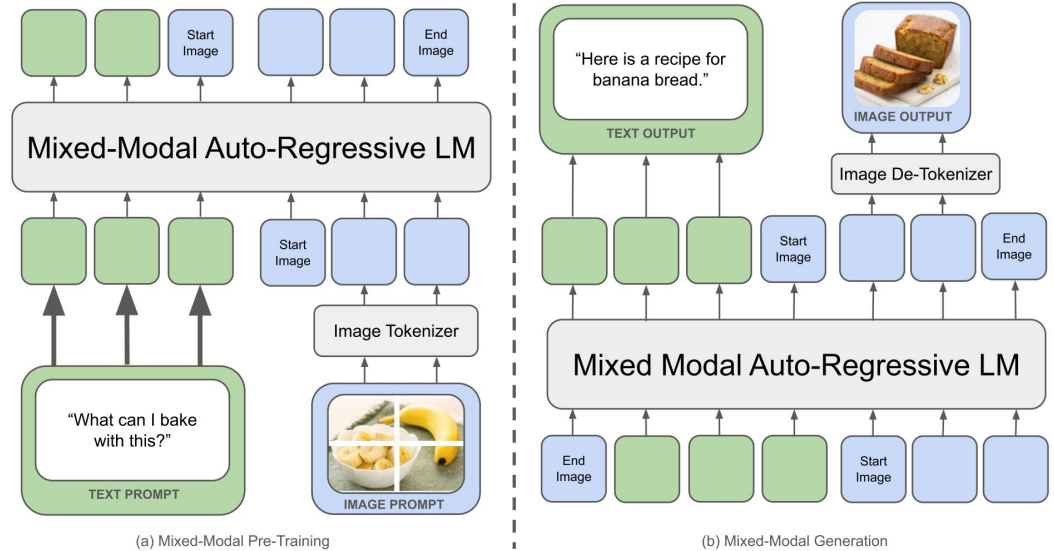 Start
Image
End
Image
Mixed-Modal Auto-Regressive LM
Start
Image
Image Tokenizer
“What can I bake
with this?”
TEXT PROMPT
IMAGE PROMPT
(a) Mixed-Modal Pre-Training
“Here is a recipe for
banana bread.”
TEXT OUTPUT
IMAGE OUTPUT
Image De-Tokenizer
Start
Image
End
Image
Mixed Modal Auto-Regressive LM
End
Image
Start
Image
(b) Mixed-Modal Generation